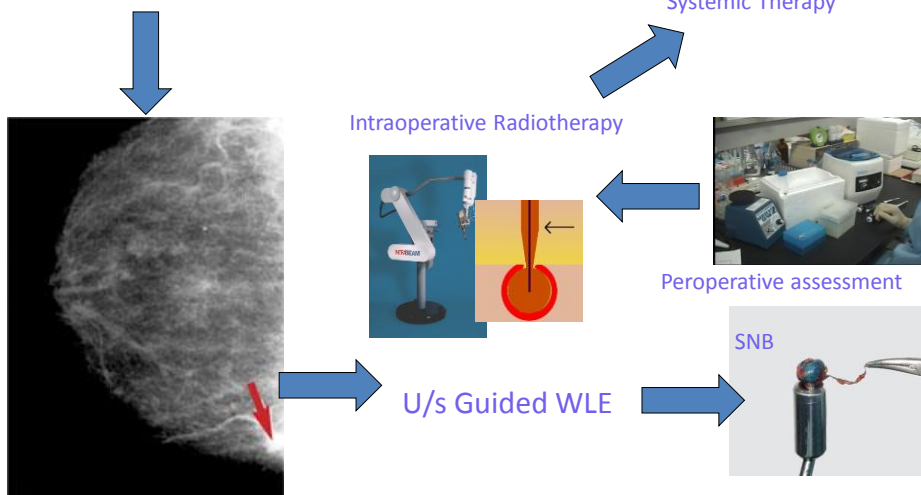 Systemic Therapy
Intraoperative Radiotherapy
INTRABEAM
Peroperative assessment
SNB
U/s Guided WLE